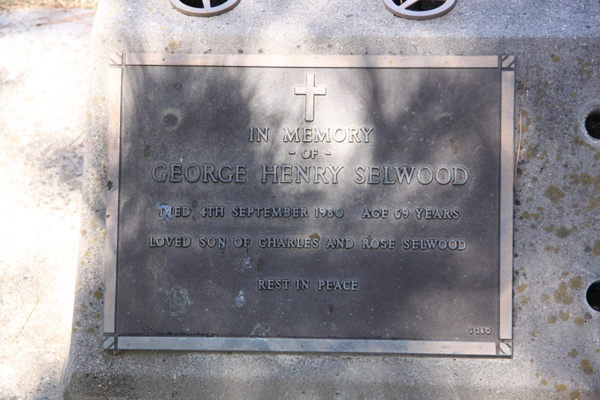 IN MEMORY
- OF -
GEORGE HENRY SELWOOD
DIED 4TH SEPTEMBER 1980 AGE 69 YEARS
LOVED SON OF CHARLES AND ROSE SELWOOD
REST IN PEACE